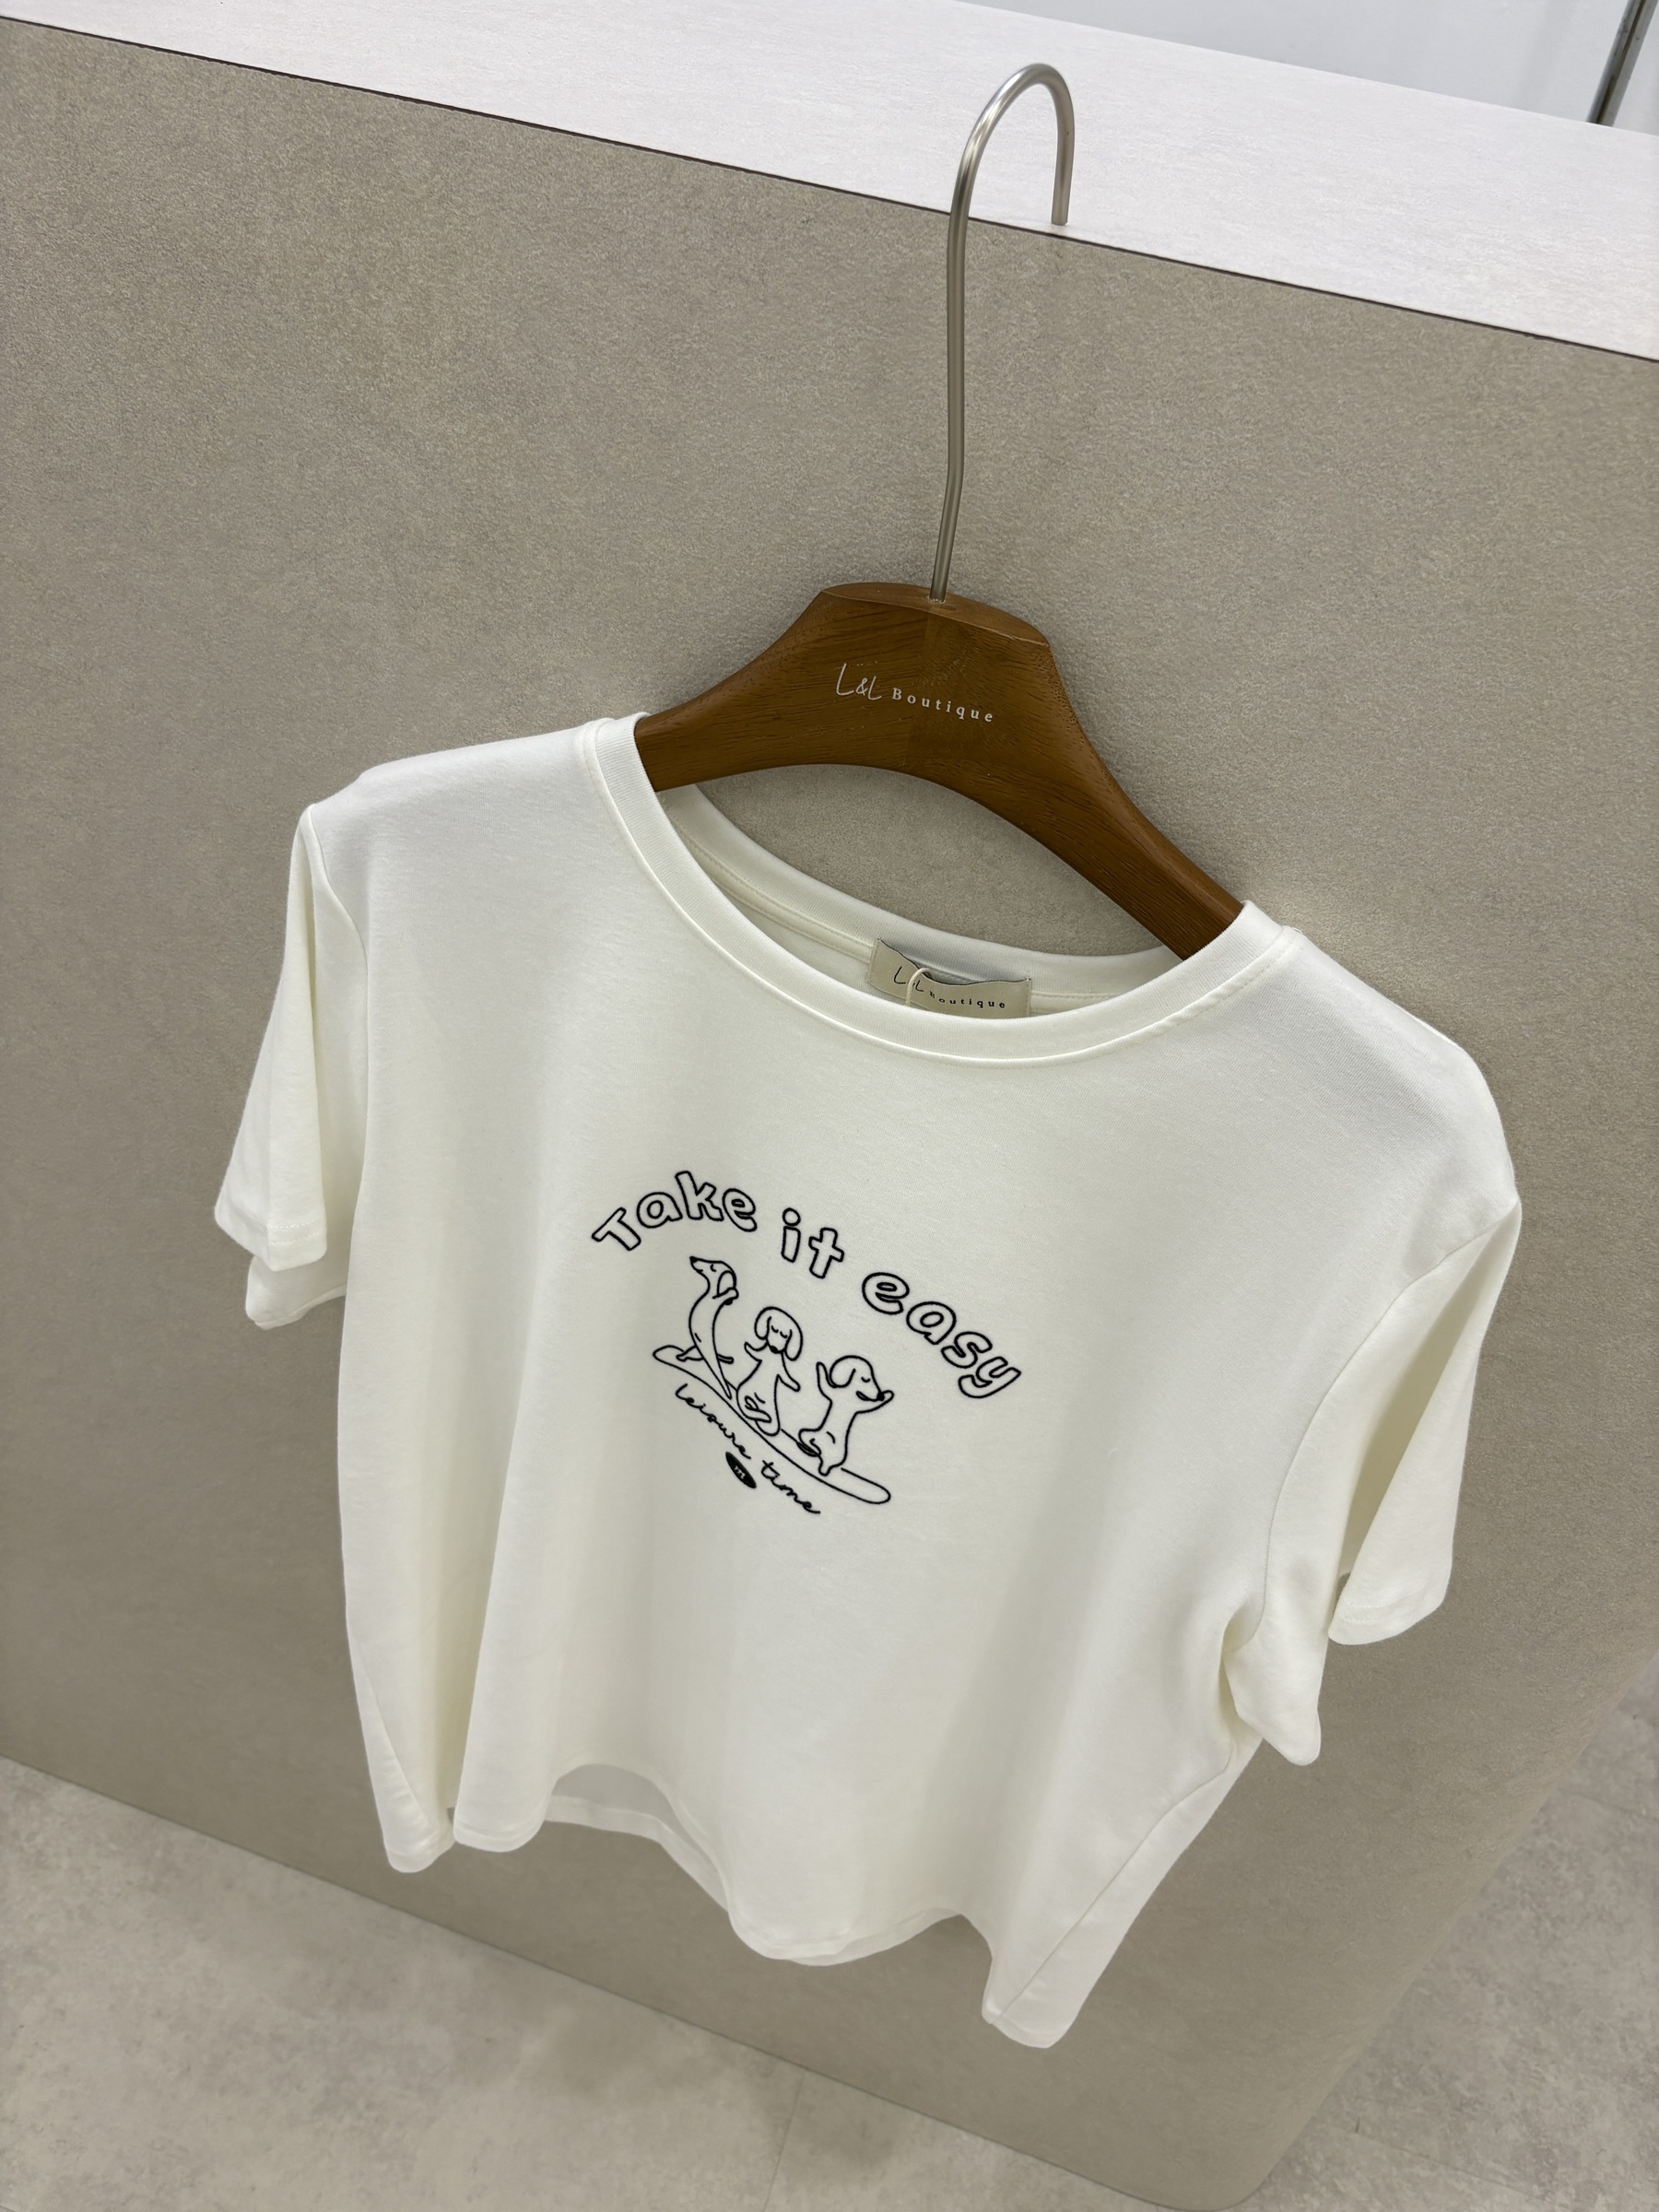 L&L Boutique
L&L Boutique
Take it easy
leisure time